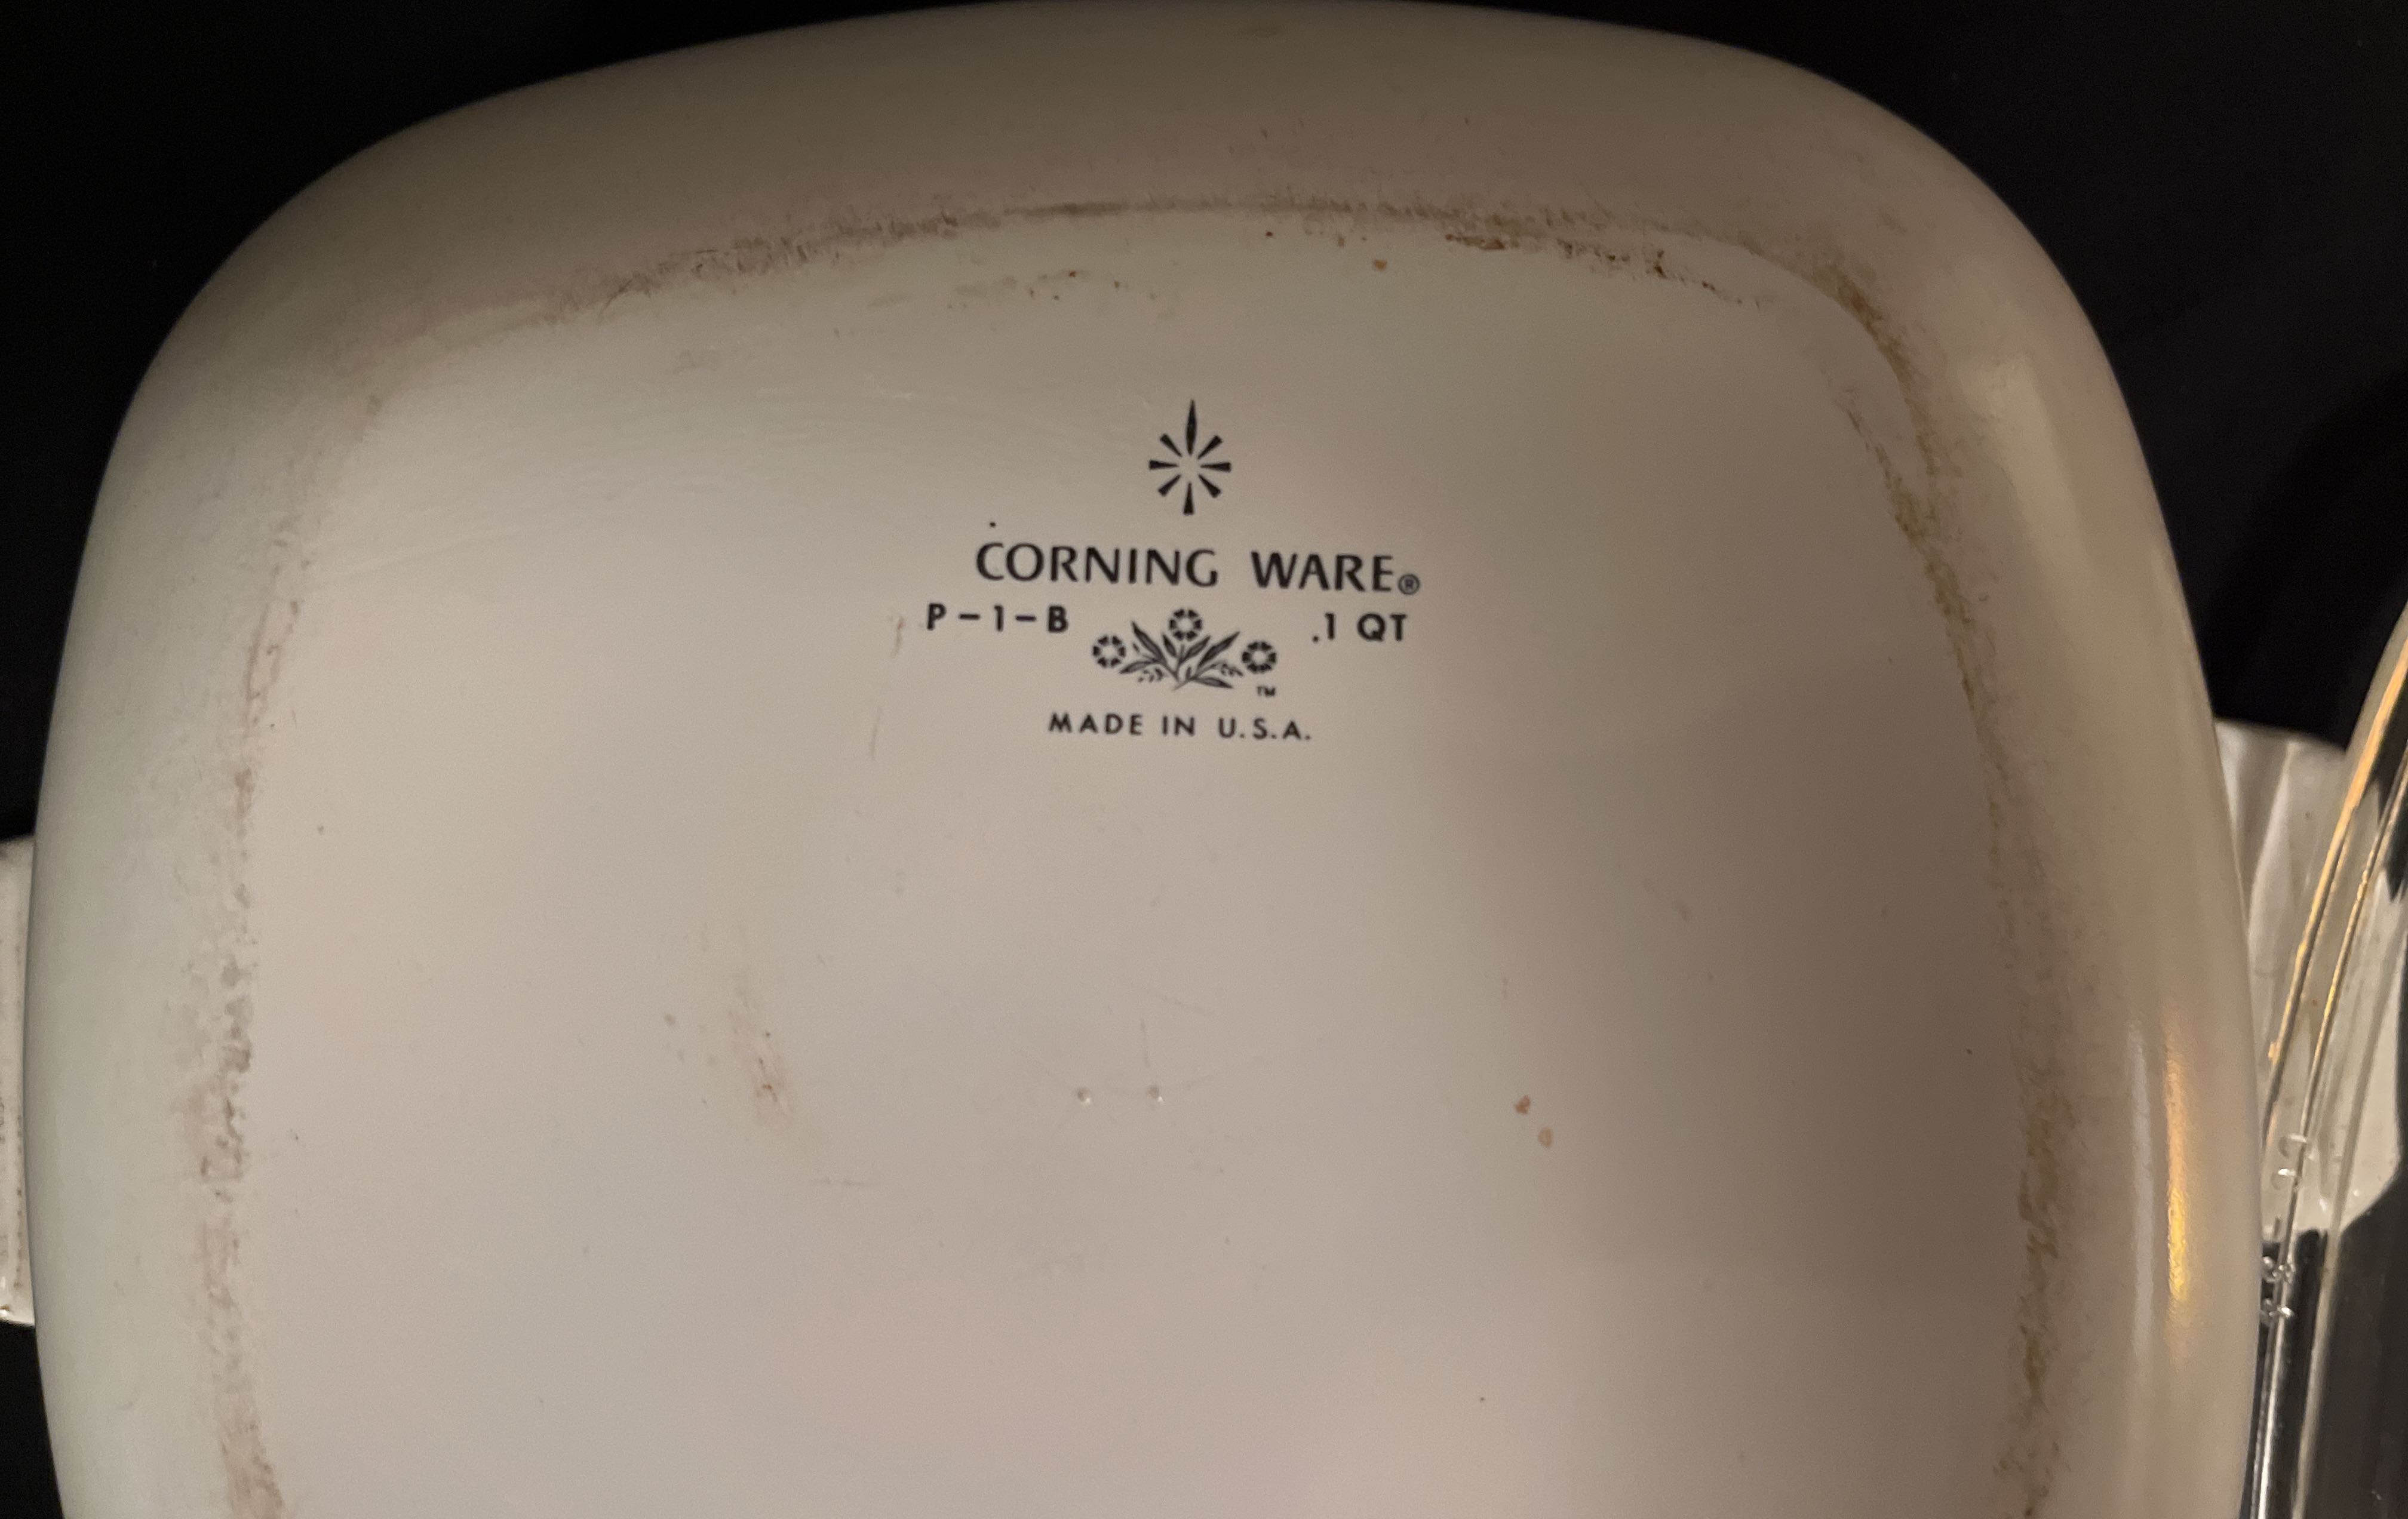 CORNING WARE®
P-1-B .1 QT
TM
MADE IN U.S.A.